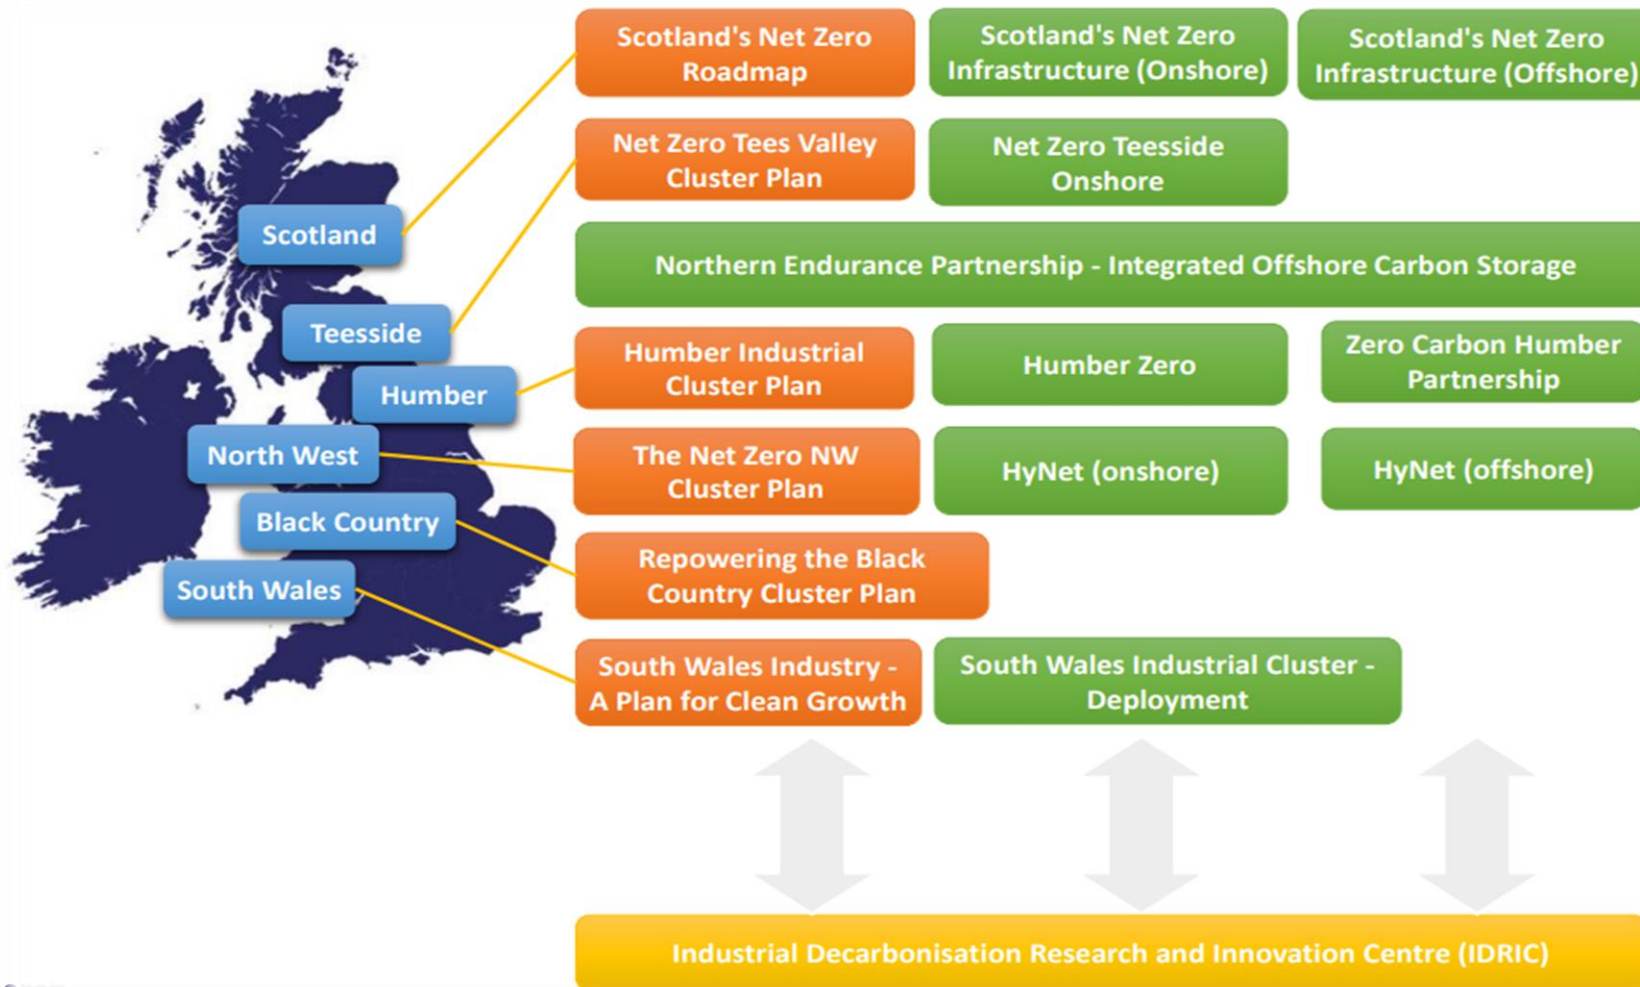 Scotland's Net Zero
Roadmap
Scotland's Net Zero
Infrastructure (Onshore)
Scotland's Net Zero
Infrastructure (Offshore)
Net Zero Tees Valley
Cluster Plan
Net Zero Teesside
Onshore
Scotland
Northern Endurance Partnership - Integrated Offshore Carbon Storage
Teesside
Humber Industrial
Cluster Plan
Humber Zero
Zero Carbon Humber
Partnership
Humber
North West
The Net Zero NW
Cluster Plan
HyNet (onshore)
HyNet (offshore)
Black Country
Repowering the Black
Country Cluster Plan
South Wales
South Wales Industry -
A Plan for Clean Growth
South Wales Industrial Cluster -
Deployment
Industrial Decarbonisation Research and Innovation Centre (IDRIC)